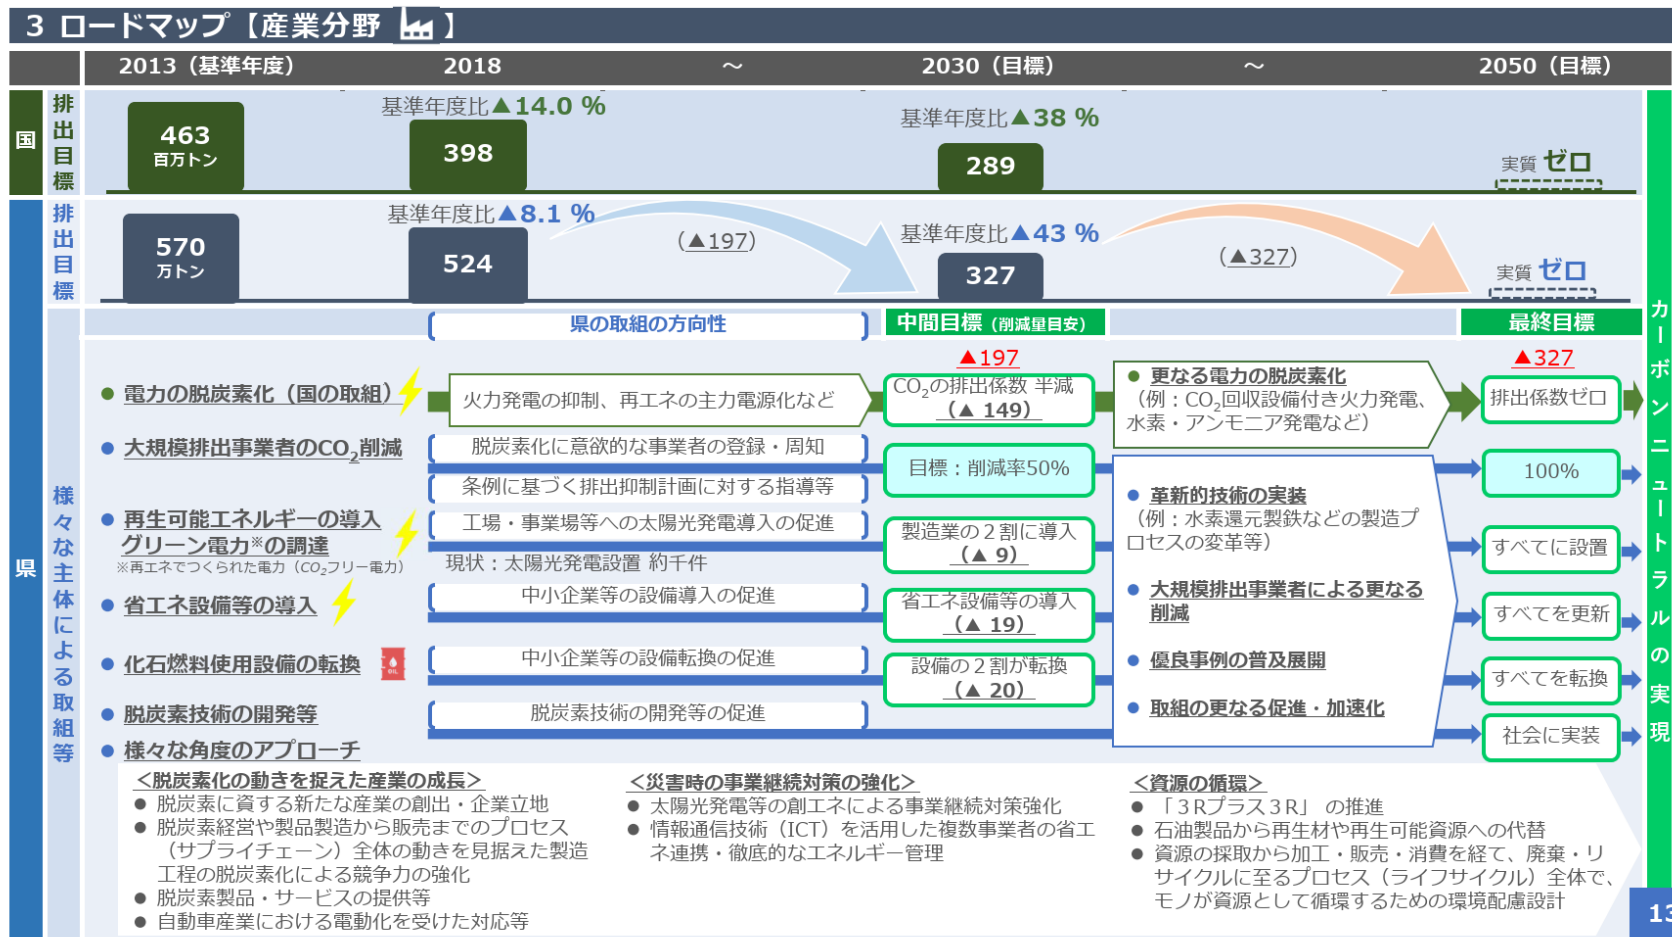 3 ロードマップ【産業分野 】
2013（基準年度） 2018 ～ 2030（目標） ～ 2050（目標）
国
排出目標
463
百万トン
基準年度比▲14.0 %
398
基準年度比▲38 %
289
実質 ゼロ
県
排出目標
570
万トン
基準年度比▲8.1 %
524
（▲197）
基準年度比▲43 %
327
（▲327）
実質 ゼロ
様々な主体による取組等
県の取組の方向性
中間目標（削減量目安）
最終目標
▲197
▲327
● 電力の脱炭素化（国の取組）
火力発電の抑制、再エネの主力電源化など
CO2の排出係数 半減
（▲ 149）
● 更なる電力の脱炭素化
（例：CO2回収設備付き火力発電、
水素・アンモニア発電など）
排出係数ゼロ
● 大規模排出事業者のCO2削減
脱炭素化に意欲的な事業者の登録・周知
条例に基づく排出抑制計画に対する指導等
目標：削減率50%
100%
● 再生可能エネルギーの導入
グリーン電力※の調達
※再エネでつくられた電力（CO2フリー電力）
工場・事業場等への太陽光発電導入の促進
現状：太陽光発電設置 約千件
製造業の２割に導入
（▲ 9）
すべてに設置
● 省エネ設備等の導入
中小企業等の設備導入の促進
省エネ設備等の導入
（▲ 19）
すべてを更新
● 化石燃料使用設備の転換
OIL
中小企業等の設備転換の促進
設備の２割が転換
（▲ 20）
すべてを転換
● 脱炭素技術の開発等
脱炭素技術の開発等の促進
社会に実装
● 様々な角度のアプローチ
● 革新的技術の実装
（例：水素還元製鉄などの製造プ
ロセスの変革等）
● 大規模排出事業者による更なる
削減
● 優良事例の普及展開
● 取組の更なる促進・加速化
カーボンニュートラルの実現
＜脱炭素化の動きを捉えた産業の成長＞
● 脱炭素に資する新たな産業の創出・企業立地
● 脱炭素経営や製品製造から販売までのプロセス
（サプライチェーン）全体の動きを見据えた製造
工程の脱炭素化による競争力の強化
● 脱炭素製品・サービスの提供等
● 自動車産業における電動化を受けた対応等
＜災害時の事業継続対策の強化＞
● 太陽光発電等の創エネによる事業継続対策強化
● 情報通信技術（ICT）を活用した複数事業者の省エ
ネ連携・徹底的なエネルギー管理
＜資源の循環＞
● 「３Rプラス３R」 の推進
● 石油製品から再生材や再生可能資源への代替
● 資源の採取から加工・販売・消費を経て、廃棄・リ
サイクルに至るプロセス（ライフサイクル）全体で、
モノが資源として循環するための環境配慮設計
13